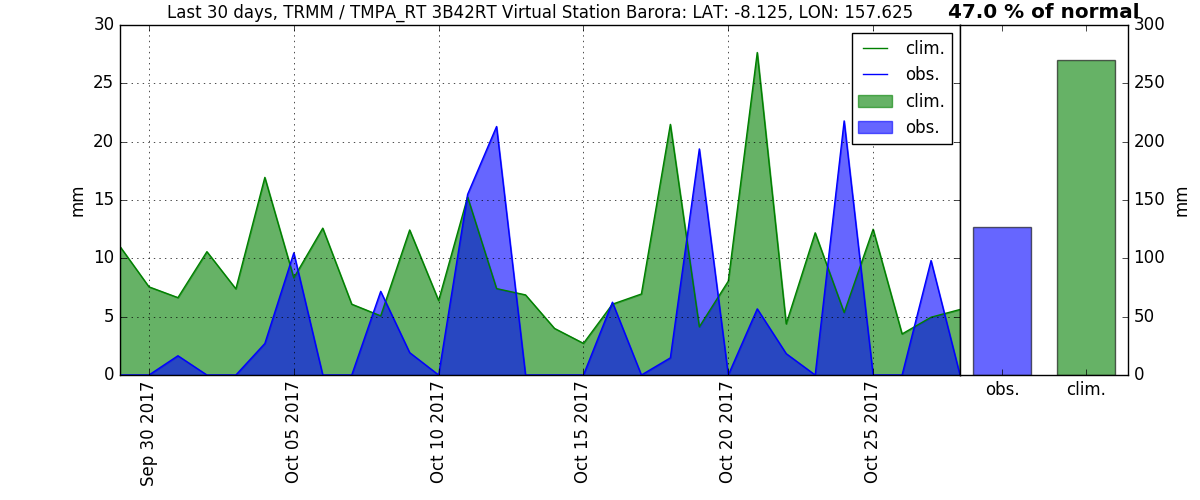 Last 30 days, TRMM / TMPA_RT 3B42RT Virtual Station Barora: LAT: -8.125, LON: 157.625
47.0 % of normal
30
25
20
15
10
5
0
mm
clim.
obs.
clim.
obs.
300
250
200
150
100
50
0
mm
Sep 30 2017
Oct 05 2017
Oct 10 2017
Oct 15 2017
Oct 20 2017
Oct 25 2017
obs.
clim.